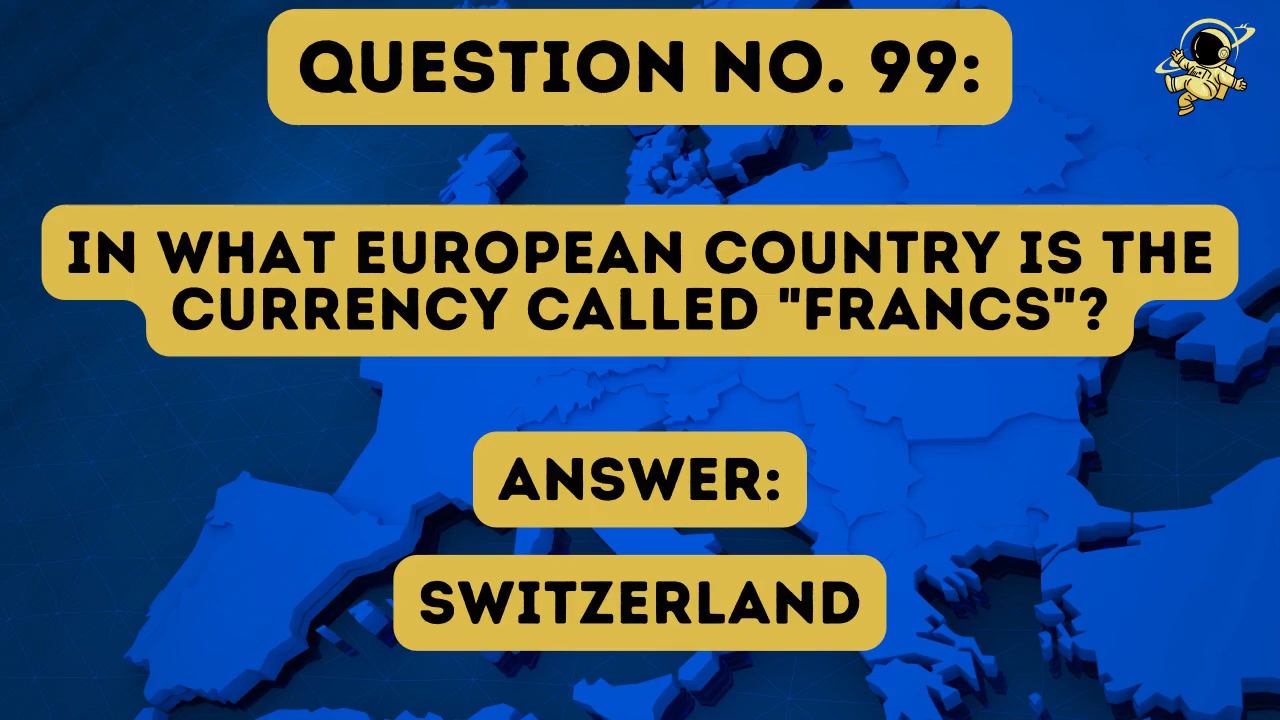 QUESTION NO. 99:
IN WHAT EUROPEAN COUNTRY IS THE
CURRENCY CALLED "FRANCS"?
ANSWER:
SWITZERLAND